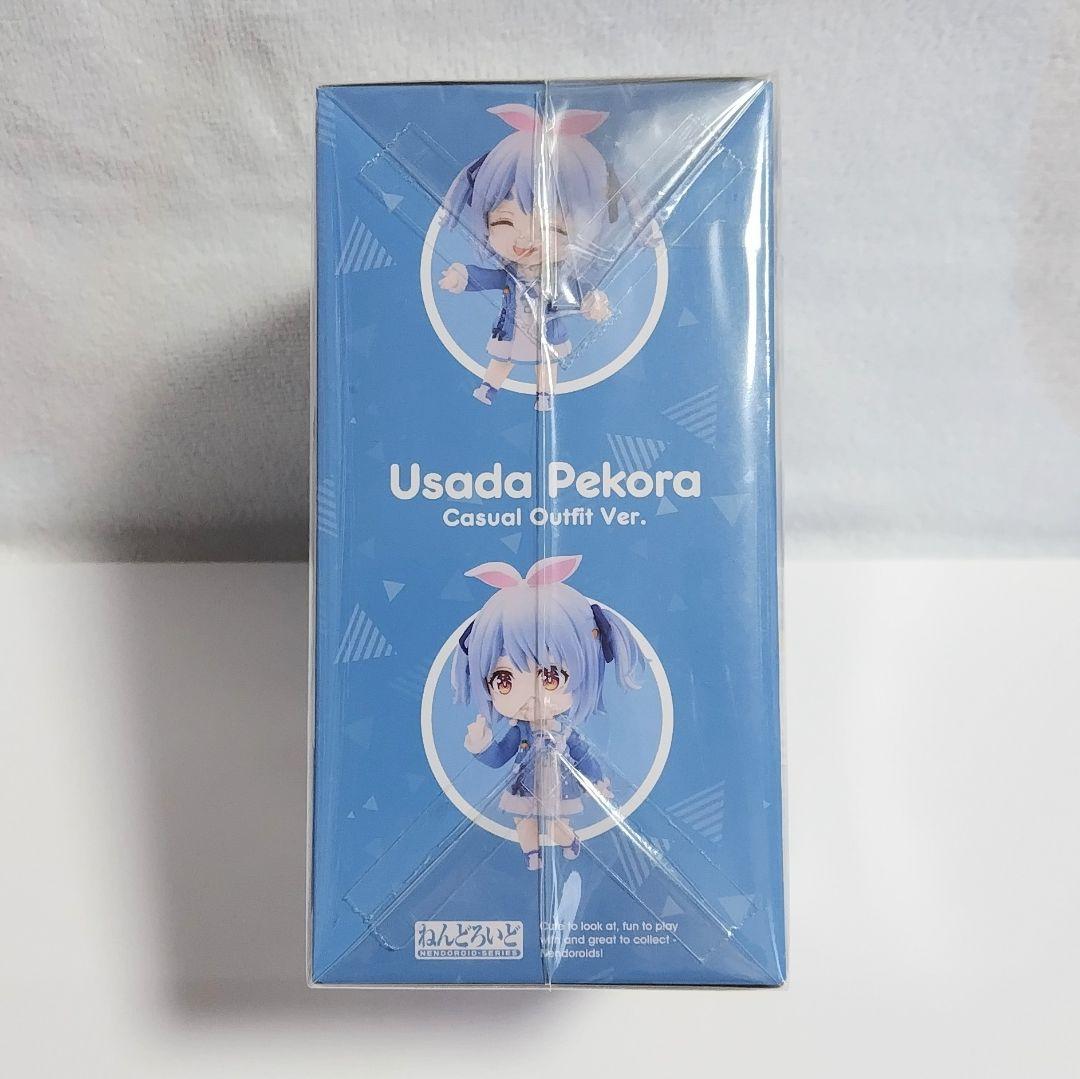 Usada Pekora
Casual Outfit Ver.
ねんどろいど
NENDOROID·SERIES
Cute to look at, fun to play
with and great to collect -
Nendoroids!